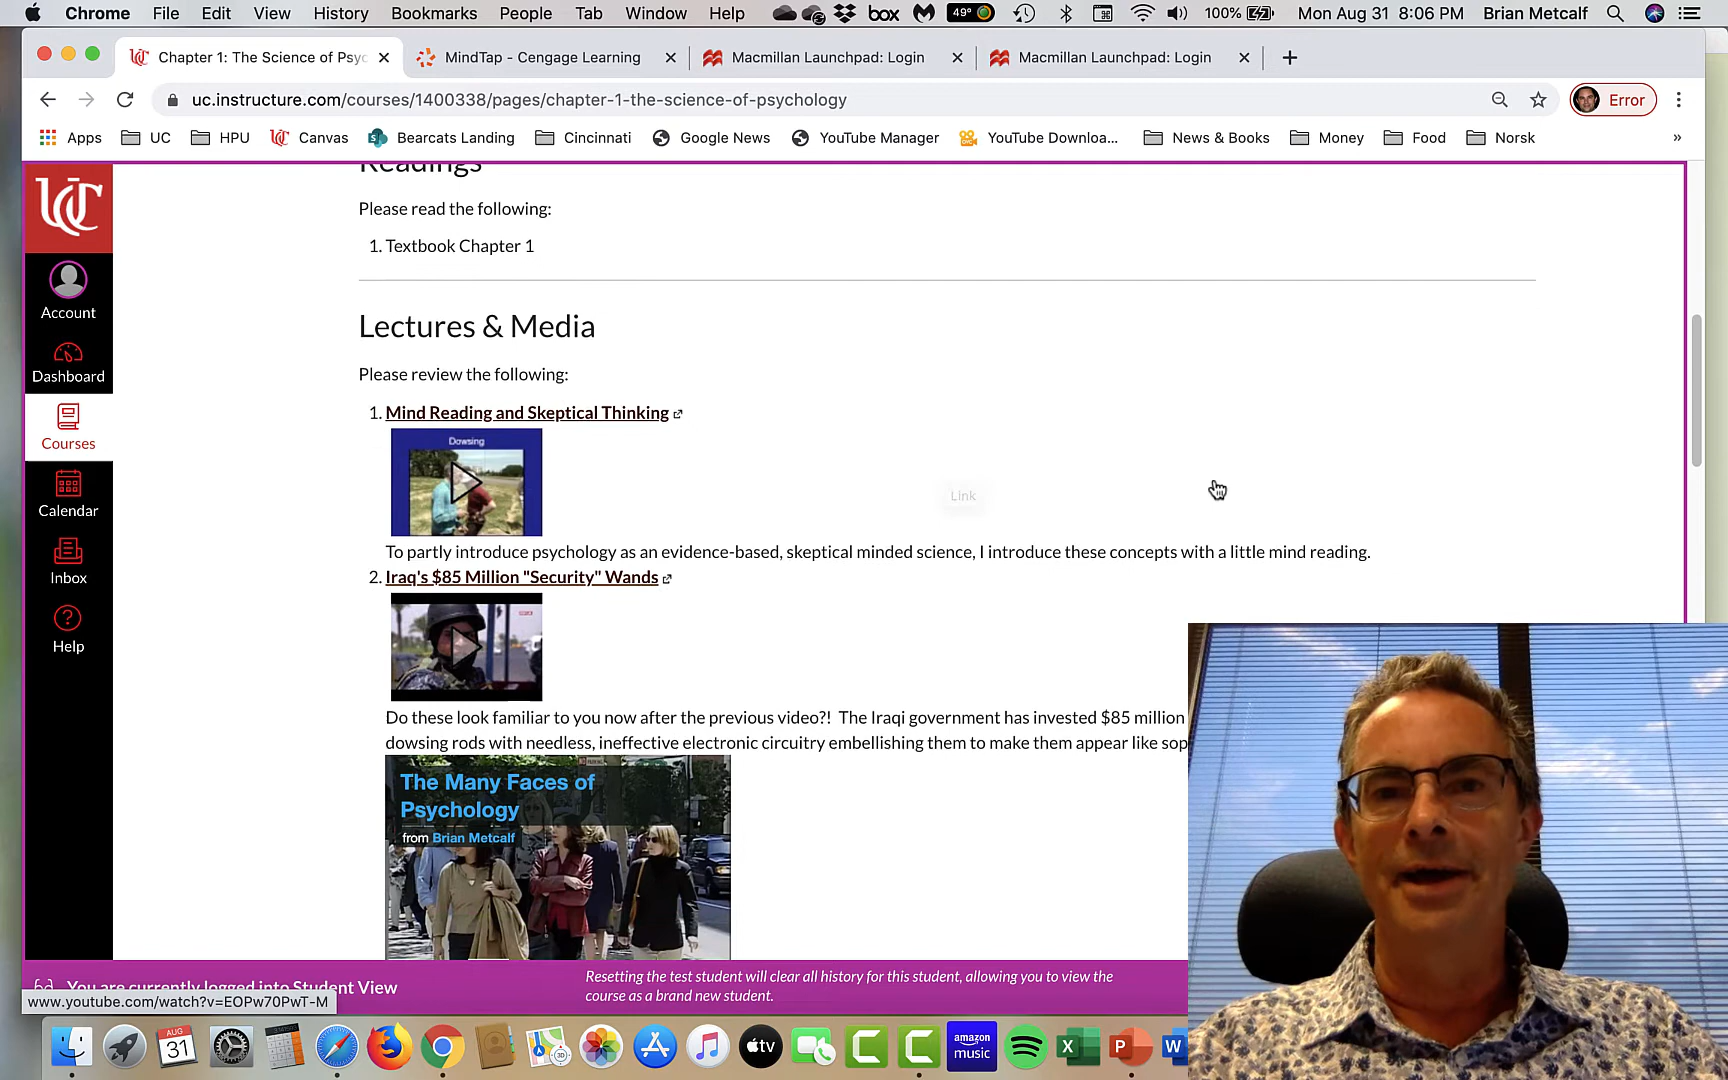 Chrome File Edit View History Bookmarks People Tab Window Help box 49° 100% Mon Aug 31 8:06 PM Brian Metcalf
Chapter 1: The Science of Psyc MindTap - Cengage Learning Macmillan Launchpad: Login Macmillan Launchpad: Login
uc.instructure.com/courses/1400338/pages/chapter-1-the-science-of-psychology Error
Apps UC HPU Canvas Bearcats Landing Cincinnati Google News YouTube Manager YouTube Downloa... News & Books Money Food Norsk »
UC
Account
Dashboard
Courses
Calendar
Inbox
Help
Readings
Please read the following:
1. Textbook Chapter 1
Lectures & Media
Please review the following:
1. Mind Reading and Skeptical Thinking
Dowsing
Link
To partly introduce psychology as an evidence-based, skeptical minded science, I introduce these concepts with a little mind reading.
2. Iraq's $85 Million "Security" Wands
Do these look familiar to you now after the previous video?! The Iraqi government has invested $85 million
dowsing rods with needless, ineffective electronic circuitry embellishing them to make them appear like sop
The Many Faces of
Psychology
from Brian Metcalf
You are currently logged into Student View
Resetting the test student will clear all history for this student, allowing you to view the
course as a brand new student.
www.youtube.com/watch?v=EOPw70PwT-M
AUG
31
3D
tv
amazon
music
X
P
W